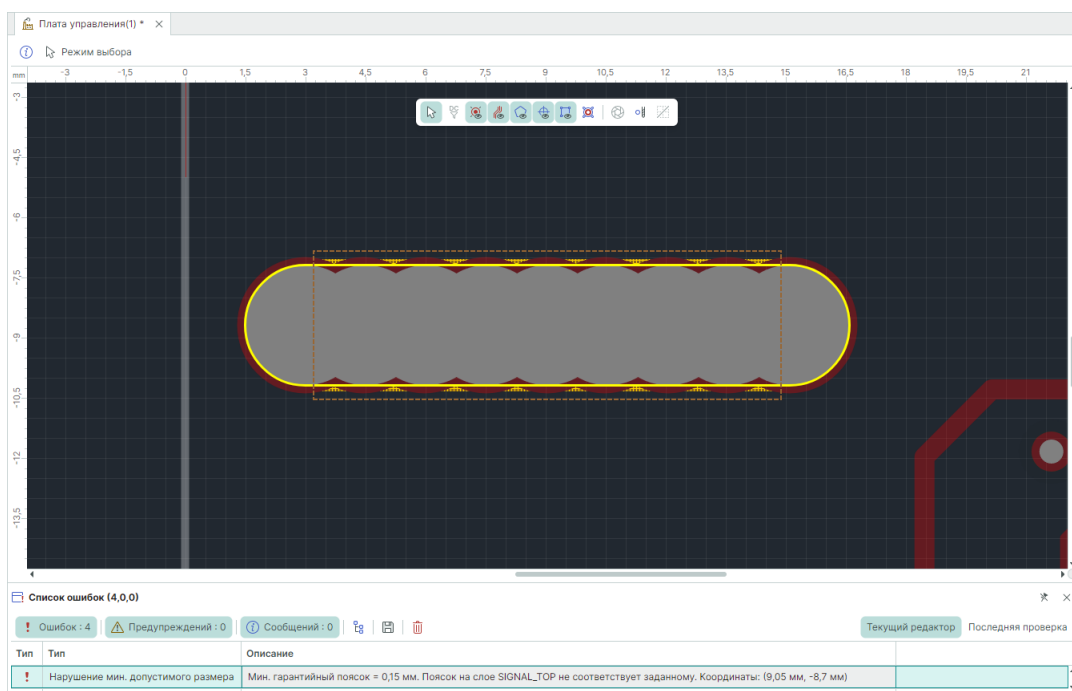 Плата управления(1) *
Режим выбора
mm -3 -1,5 0 1,5 3 4,5 6 7,5 9 10,5 12 13,5 15 16,5 18 19,5 21
-3
-4,5
-6
-7,5
-9
-10,5
-12
-13,5
Список ошибок (4,0,0)
Ошибок : 4 Предупреждений : 0 Сообщений : 0 Текущий редактор Последняя проверка
Тип Тип Описание
Нарушение мин. допустимого размера Мин. гарантийный поясок = 0,15 мм. Поясок на слое SIGNAL_TOP не соответствует заданному. Координаты: (9,05 мм, -8,7 мм)